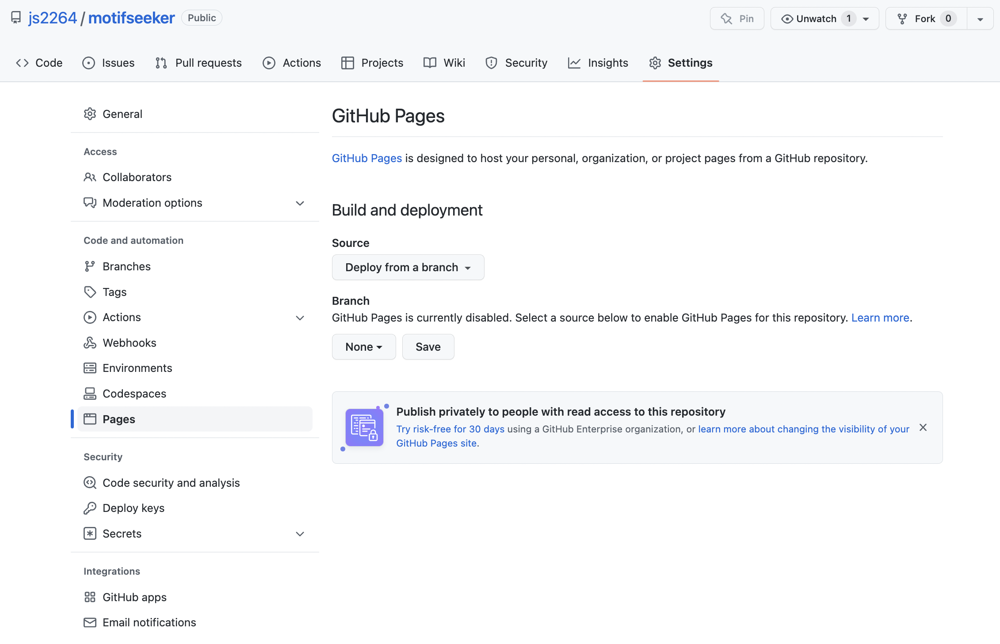 js2264 / motifseeker Public
Pin
Unwatch 1
Fork 0
Code
Issues
Pull requests
Actions
Projects
Wiki
Security
Insights
Settings
General
Access
Collaborators
Moderation options
Code and automation
Branches
Tags
Actions
Webhooks
Environments
Codespaces
Pages
Security
Code security and analysis
Deploy keys
Secrets
Integrations
GitHub apps
Email notifications
GitHub Pages
GitHub Pages is designed to host your personal, organization, or project pages from a GitHub repository.
Build and deployment
Source
Deploy from a branch
Branch
GitHub Pages is currently disabled. Select a source below to enable GitHub Pages for this repository. Learn more.
None
Save
Publish privately to people with read access to this repository
Try risk-free for 30 days using a GitHub Enterprise organization, or learn more about changing the visibility of your
GitHub Pages site.